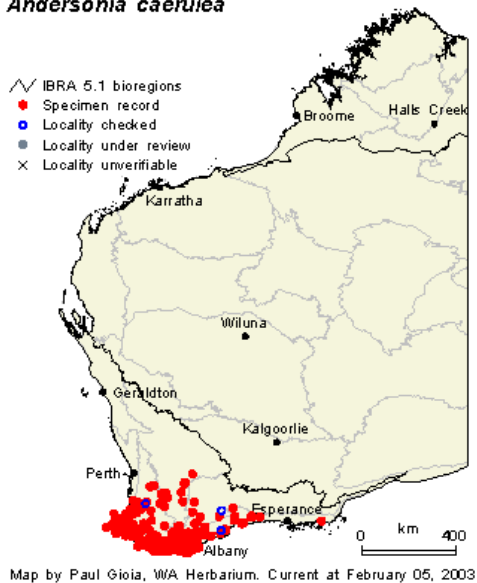 Andersonia caerulea
IBRA 5.1 bioregions
Specimen record
Locality checked
Locality under review
Locality unverifiable
Broome
Halls Creek
Karratha
Wiluna
Geraldton
Kalgoorlie
Perth
Esperance
Albany
km
0 400
Map by Paul Gioia, WA Herbarium. Current at February 05, 2003